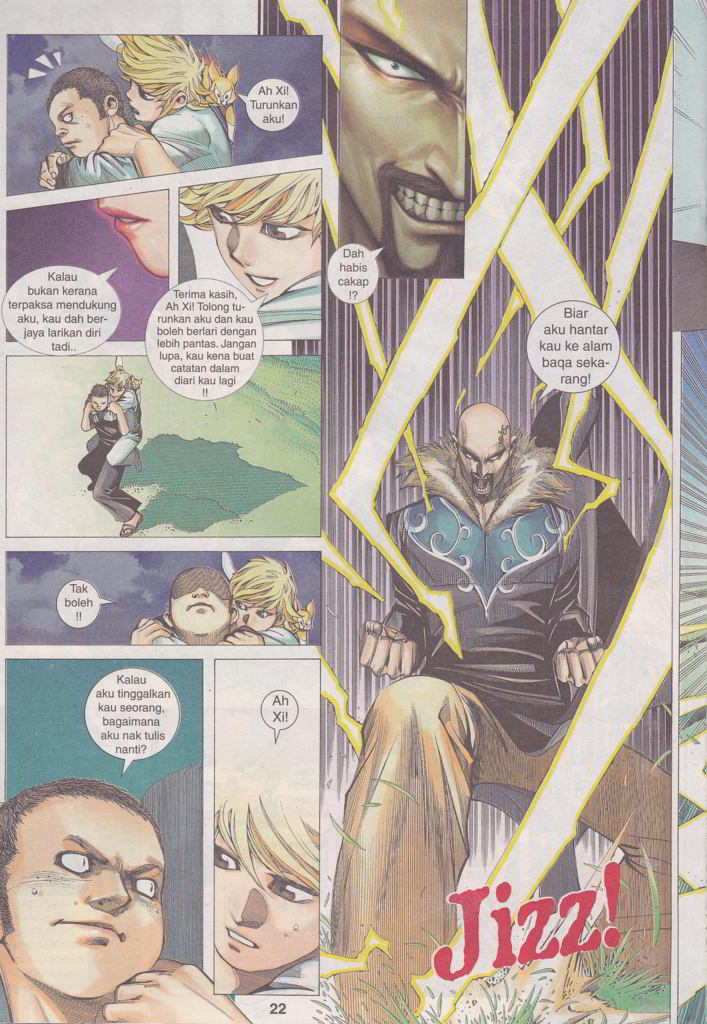 Ah Xi!
Turunkan
aku!
Kalau
bukan kerana
terpaksa mendukung
aku, kau dah ber-
jaya larikan diri
tadi..
Terima kasih,
Ah Xi! Tolong tu-
runkan aku dan kau
boleh berlari dengan
lebih pantas. Jangan
lupa, kau kena buat
catatan dalam
diari kau lagi
!!
Tak
boleh
!!
Kalau
aku tinggalkan
kau seorang,
bagaimana
aku nak tulis
nanti?
Ah
Xi!
Dah
habis
cakap
!?
Biar
aku hantar
kau ke alam
baqa seka-
rang!
Jizz!
22